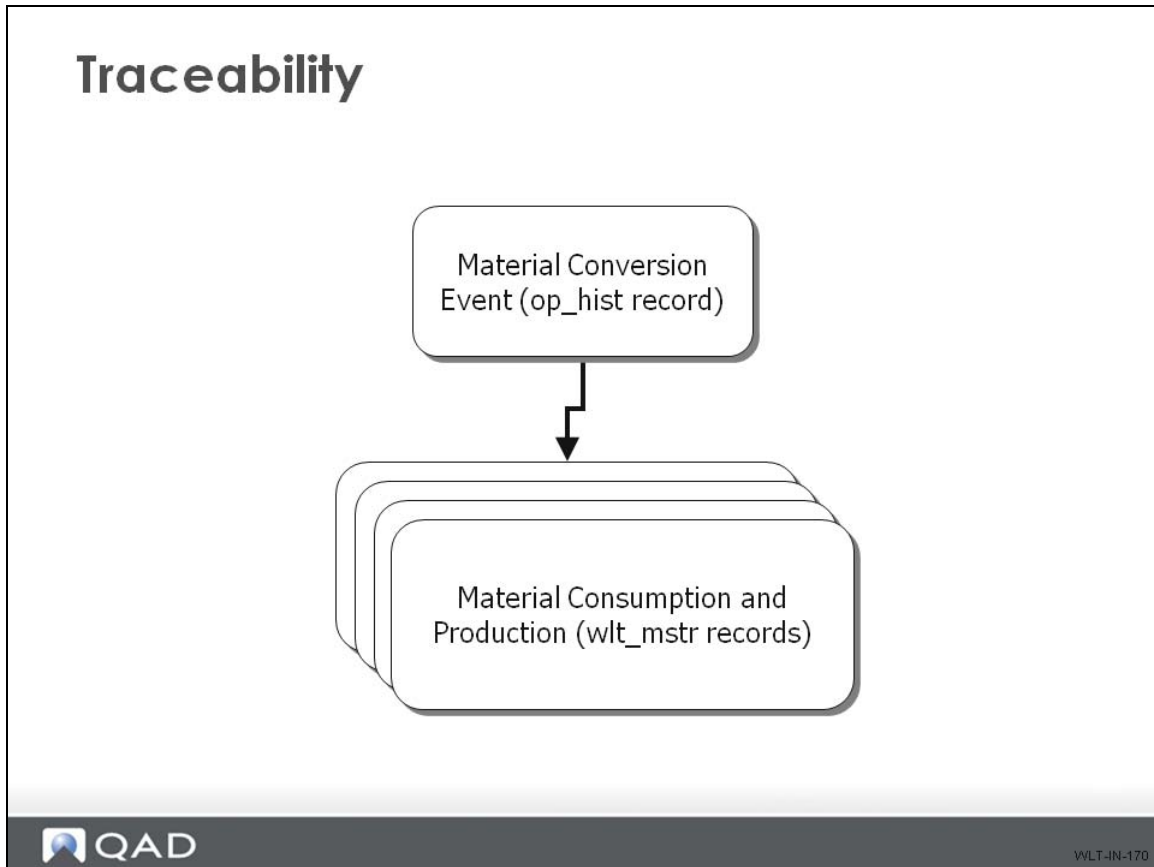 Traceability
Material Conversion
Event (op_hist record)
Material Consumption and
Production (wlt_mstr records)
QAD
WLT-IN-170